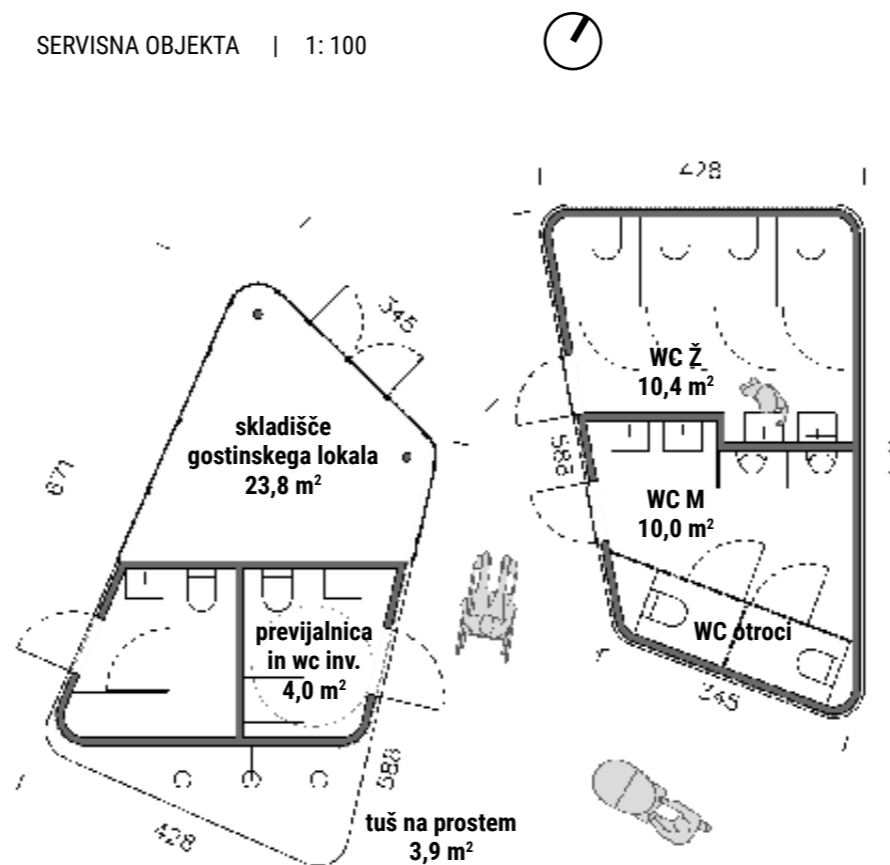 SERVISNA OBJEKTA | 1: 100
428
345
WC Ž
10,4 m²
skladišče
gostinskega lokala
23,8 m²
588
671
WC M
10,0 m²
previjalnica
in wc inv.
4,0 m²
WC otroci
345
588
428
tuš na prostem
3,9 m²